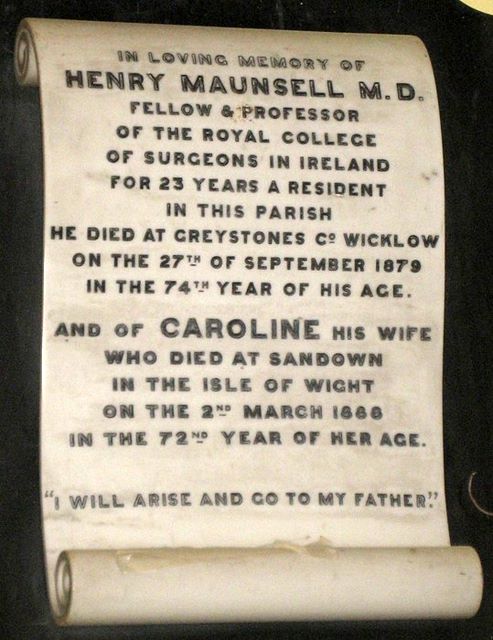 IN LOVING MEMORY OF
HENRY MAUNSELL M.D.
FELLOW & PROFESSOR
OF THE ROYAL COLLEGE
OF SURGEONS IN IRELAND
FOR 23 YEARS A RESIDENT
IN THIS PARISH
HE DIED AT GREYSTONES Cº WICKLOW
ON THE 27TH OF SEPTEMBER 1879
IN THE 74TH YEAR OF HIS AGE.
AND OF CAROLINE HIS WIFE
WHO DIED AT SANDOWN
IN THE ISLE OF WIGHT
ON THE 2ND MARCH 1888
IN THE 72ND YEAR OF HER AGE.
"I WILL ARISE AND GO TO MY FATHER."